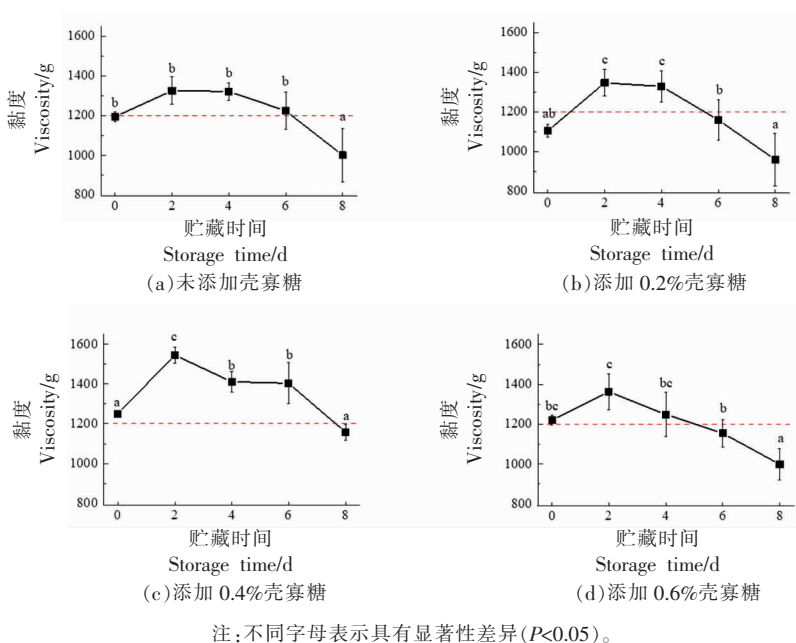 1600
1400
1200
1000
800
b
b
b
b
a
0
2
4
6
8
黏度
Viscosity/g
贮藏时间
Storage time/d
(a)未添加壳寡糖
1600
1400
1200
1000
800
ab
c
c
b
a
0
2
4
6
8
黏度
Viscosity/g
贮藏时间
Storage time/d
(b)添加 0.2%壳寡糖
1600
1400
1200
1000
800
a
c
b
b
a
0
2
4
6
8
黏度
Viscosity/g
贮藏时间
Storage time/d
(c)添加 0.4%壳寡糖
1600
1400
1200
1000
800
bc
c
bc
b
a
0
2
4
6
8
黏度
Viscosity/g
贮藏时间
Storage time/d
(d)添加 0.6%壳寡糖
注:不同字母表示具有显著性差异(P<0.05)。